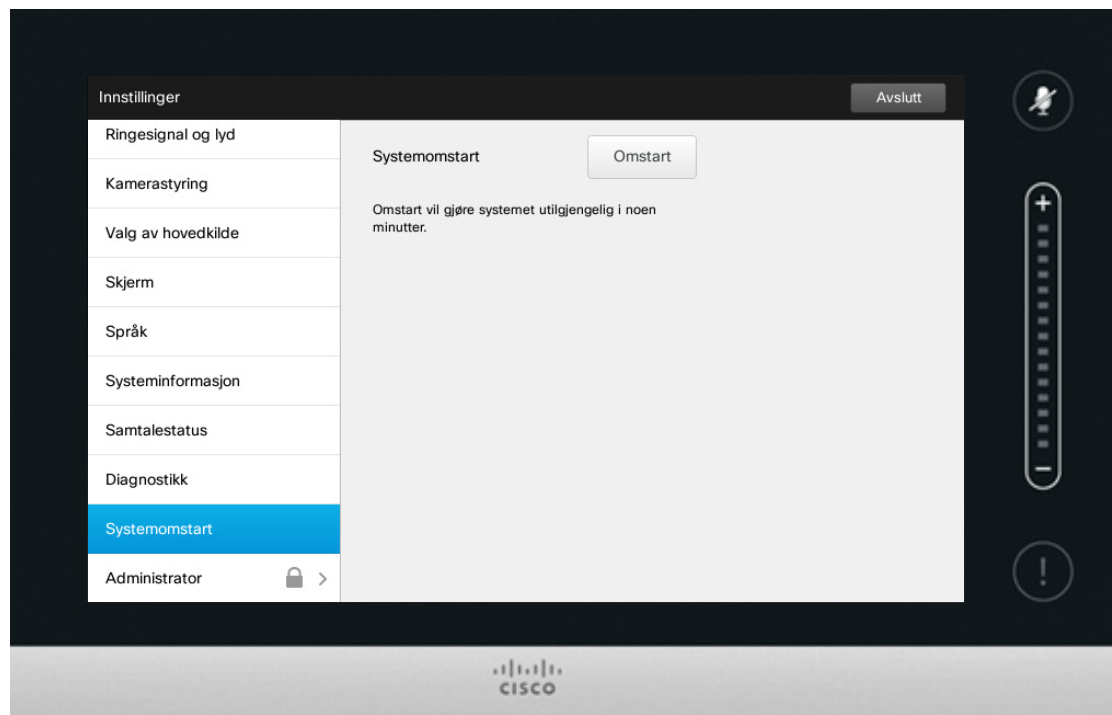 Innstillinger
Avslutt
Ringesignal og lyd
Kamerastyring
Valg av hovedkilde
Skjerm
Språk
Systeminformasjon
Samtalestatus
Diagnostikk
Systemomstart
Administrator
Systemomstart
Omstart
Omstart vil gjøre systemet utilgjengelig i noen
minutter.
+
−
!
CISCO